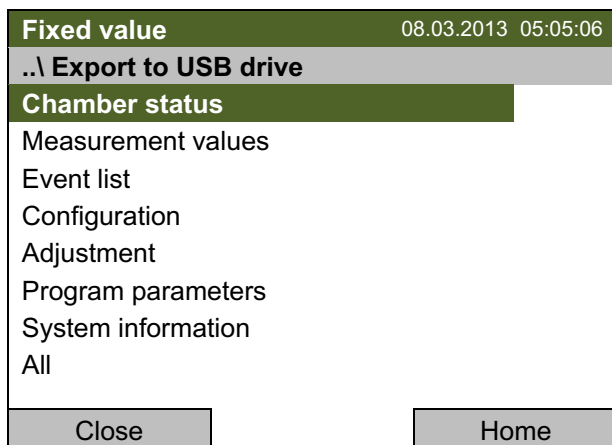 Fixed value 08.03.2013 05:05:06
..\ Export to USB drive
Chamber status
Measurement values
Event list
Configuration
Adjustment
Program parameters
System information
All
Close Home